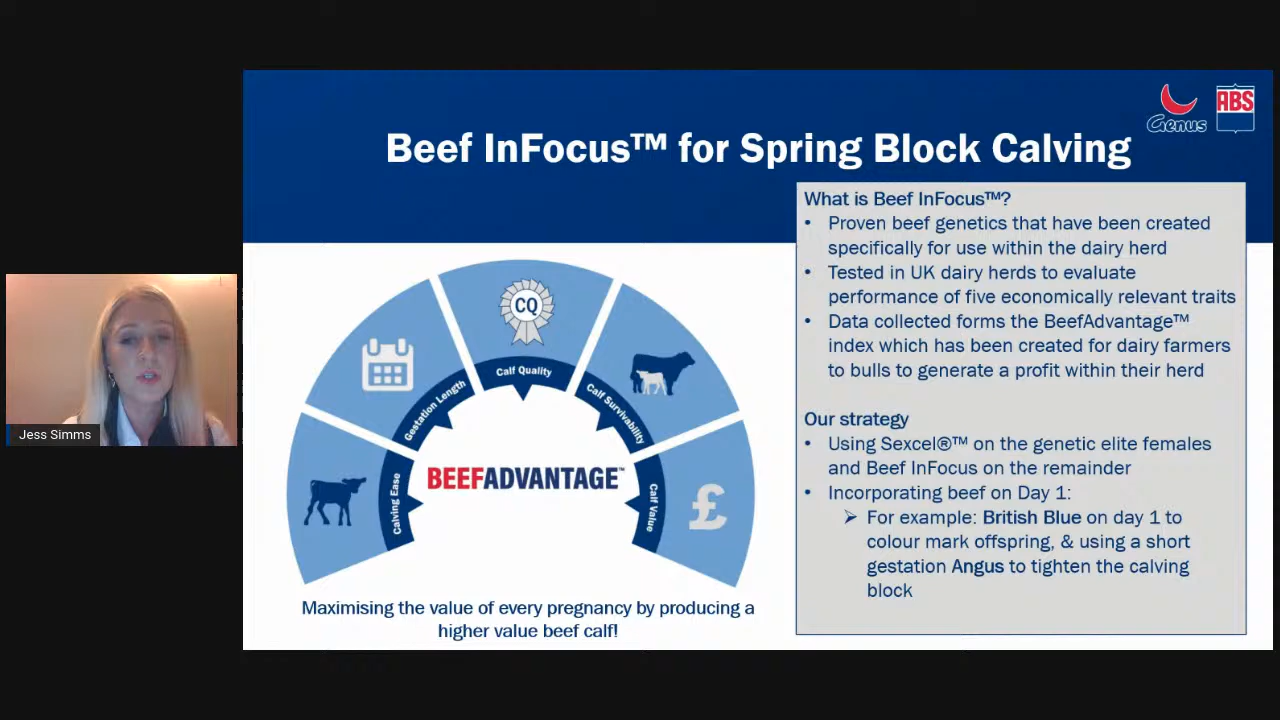 Genus
ABS
Beef InFocus™ for Spring Block Calving
What is Beef InFocus™?
• Proven beef genetics that have been created
specifically for use within the dairy herd
• Tested in UK dairy herds to evaluate
performance of five economically relevant traits
• Data collected forms the BeefAdvantage™
index which has been created for dairy farmers
to bulls to generate a profit within their herd
Our strategy
• Using Sexcel®™ on the genetic elite females
and Beef InFocus on the remainder
• Incorporating beef on Day 1:
➢ For example: British Blue on day 1 to
colour mark offspring, & using a short
gestation Angus to tighten the calving
block
Calving Ease
Gestation Length
CQ
Calf Quality
Calf Survivability
Calf Value
£
BEEFADVANTAGE™
Maximising the value of every pregnancy by producing a
higher value beef calf!
Jess Simms